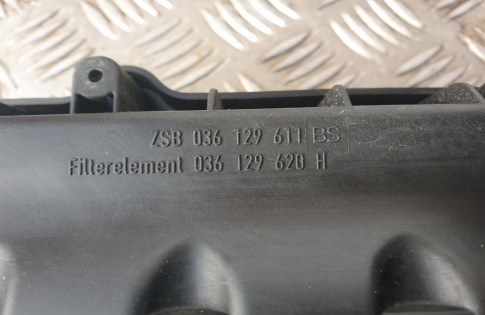 ZSB 036 129 611 BS
Filterelement 036 129 620 H